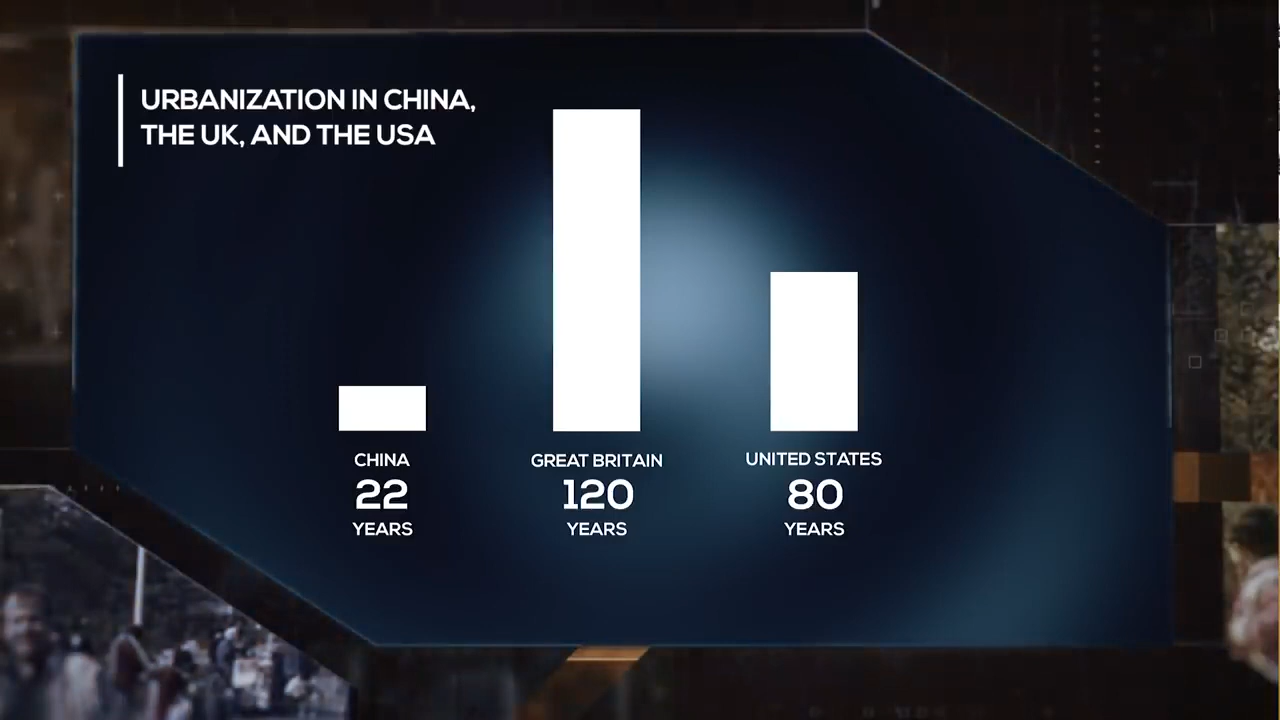 URBANIZATION IN CHINA,
THE UK, AND THE USA
CHINA
22
YEARS
GREAT BRITAIN
120
YEARS
UNITED STATES
80
YEARS